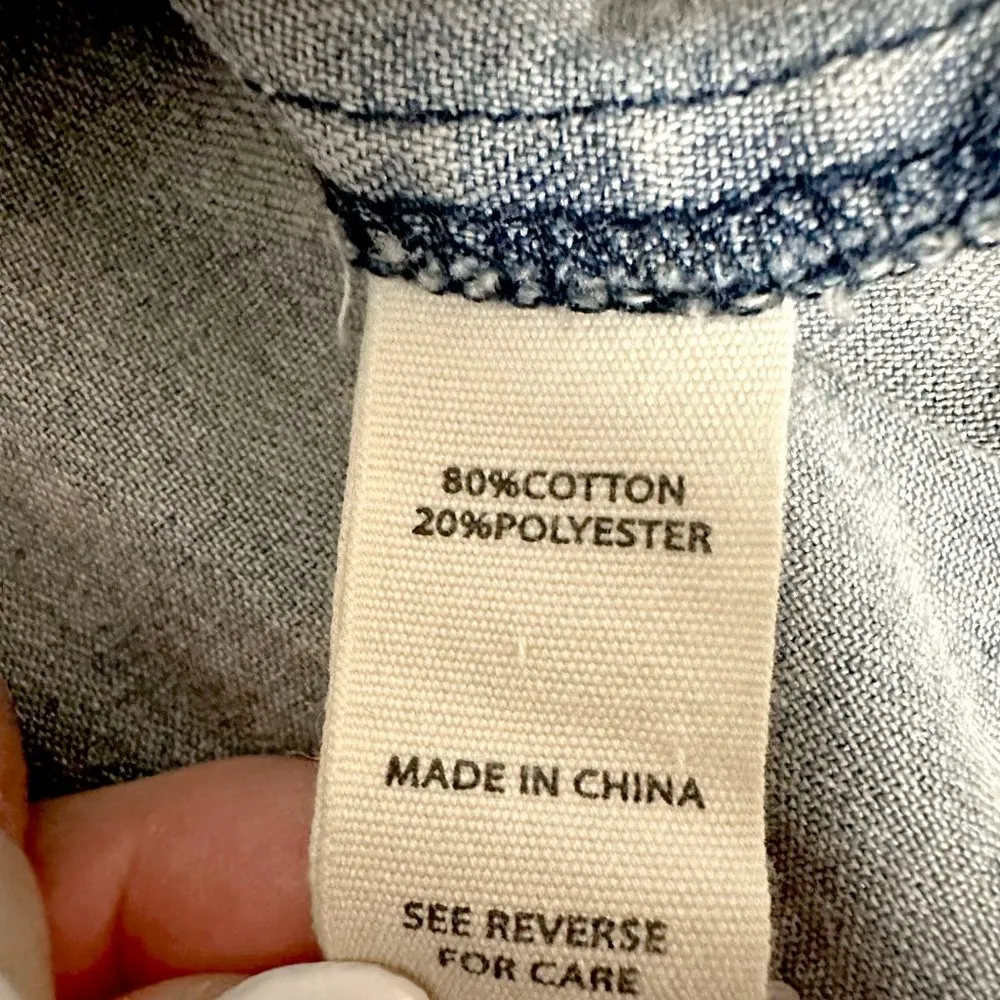 80%COTTON
20%POLYESTER
MADE IN CHINA
SEE REVERSE
FOR CARE